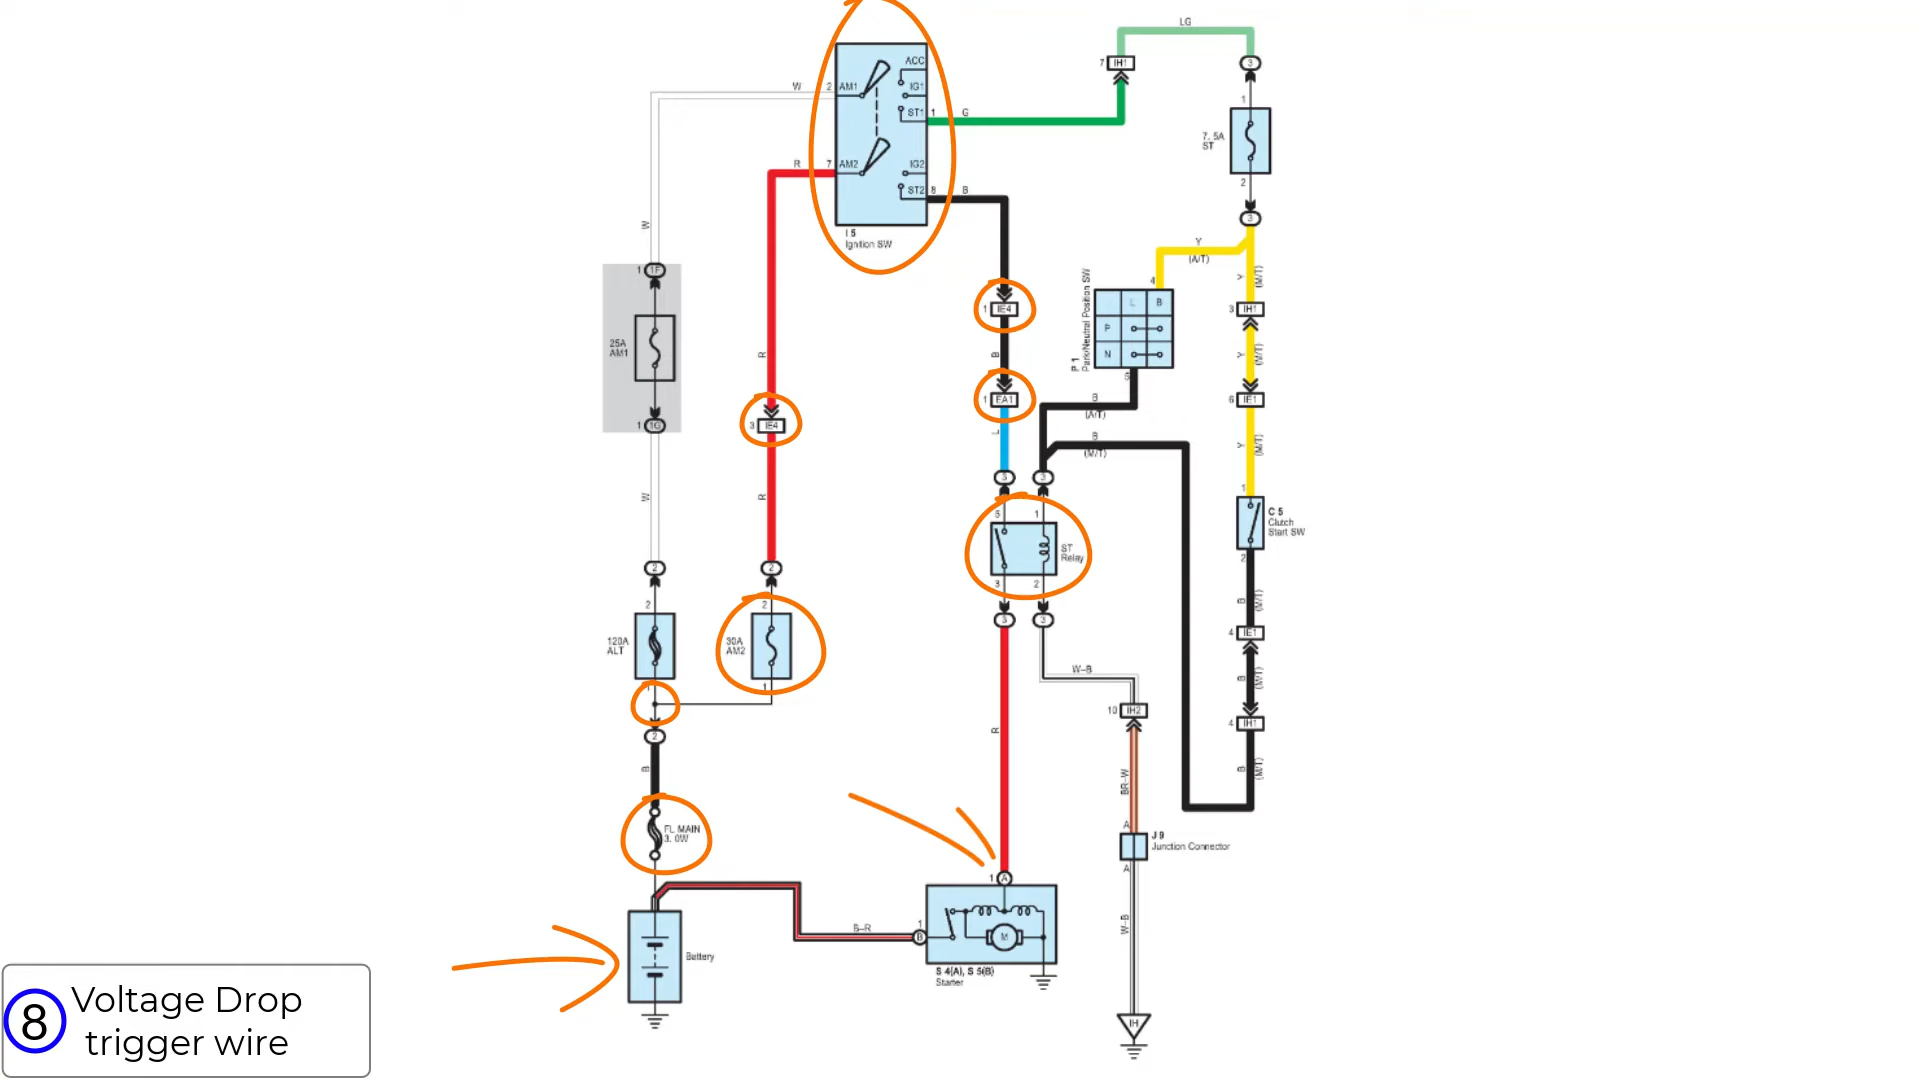 LG
7 IH1
3
ACC
W 2 AM1
IG1
1
ST1 1 G
7. 5A
ST
R 7 AM2
IG2
2
ST2 8 B
3
W
I 5
Ignition SW
Y
(A/T)
1 1F
4
Y (M/T)
P 1
Park/Neutral Position SW
L B
1 IE4
3 IH1
P
25A
AM1
R
B
N
Y (M/T)
1 EA1
6 IE1
B
(A/T)
1 1G
3 IE4
L
B
(M/T)
Y (M/T)
3 3
W
R
1
5 1
C 5
Clutch
Start SW
ST
Relay
2
2 2
3 2
2 2
B (M/T)
3 3
120A
ALT
30A
AM2
4 IE1
W-B
B (M/T)
1 1
10 IH2
4 IH1
2
R
B
B (M/T)
BR-W
FL MAIN
3. 0W
A
J 9
Junction Connector
A
1 A
B-R
1
B
M
W-B
Battery
S 4(A), S 5(B)
Starter
IH
8
Voltage Drop
trigger wire